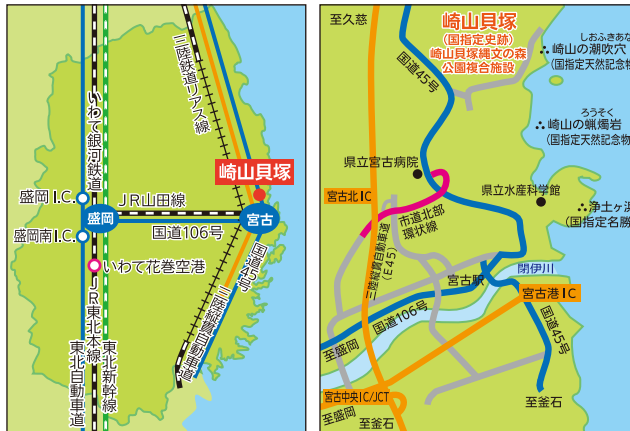 三陸鉄道リアス線
いわて銀河鉄道
崎山貝塚
盛岡I.C.
JR山田線
盛岡
宮古
盛岡南I.C.
国道106号
いわて花巻空港
国道45号
三陸縦貫自動車道
JR東北本線
東北新幹線
東北自動車道
至久慈
崎山貝塚
(国指定史跡)
崎山貝塚縄文の森
公園複合施設
国道45号
しおふきあな
崎山の潮吹穴
(国指定天然記念物
ろうそく
崎山の蝋燭岩
(国指定天然記念物
県立宮古病院
宮古北IC
県立水産科学館
浄土ヶ浜
(国指定名勝
市道北部
環状線
三陸縦貫自動車道
(E45)
宮古駅
閉伊川
宮古港IC
国道106号
国道45号
至盛岡
宮古中央IC/JCT
至盛岡
至釜石
至釜石